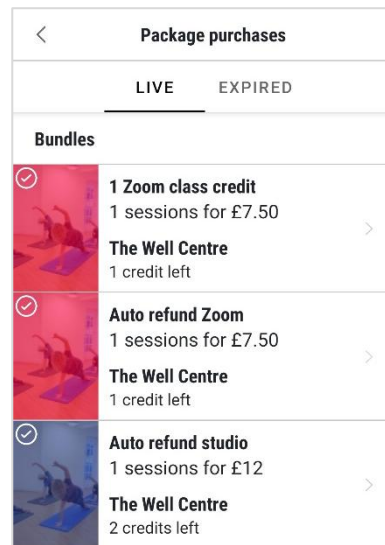 Package purchases
LIVE EXPIRED
Bundles
1 Zoom class credit
1 sessions for £7.50
The Well Centre
1 credit left
Auto refund Zoom
1 sessions for £7.50
The Well Centre
1 credit left
Auto refund studio
1 sessions for £12
The Well Centre
2 credits left